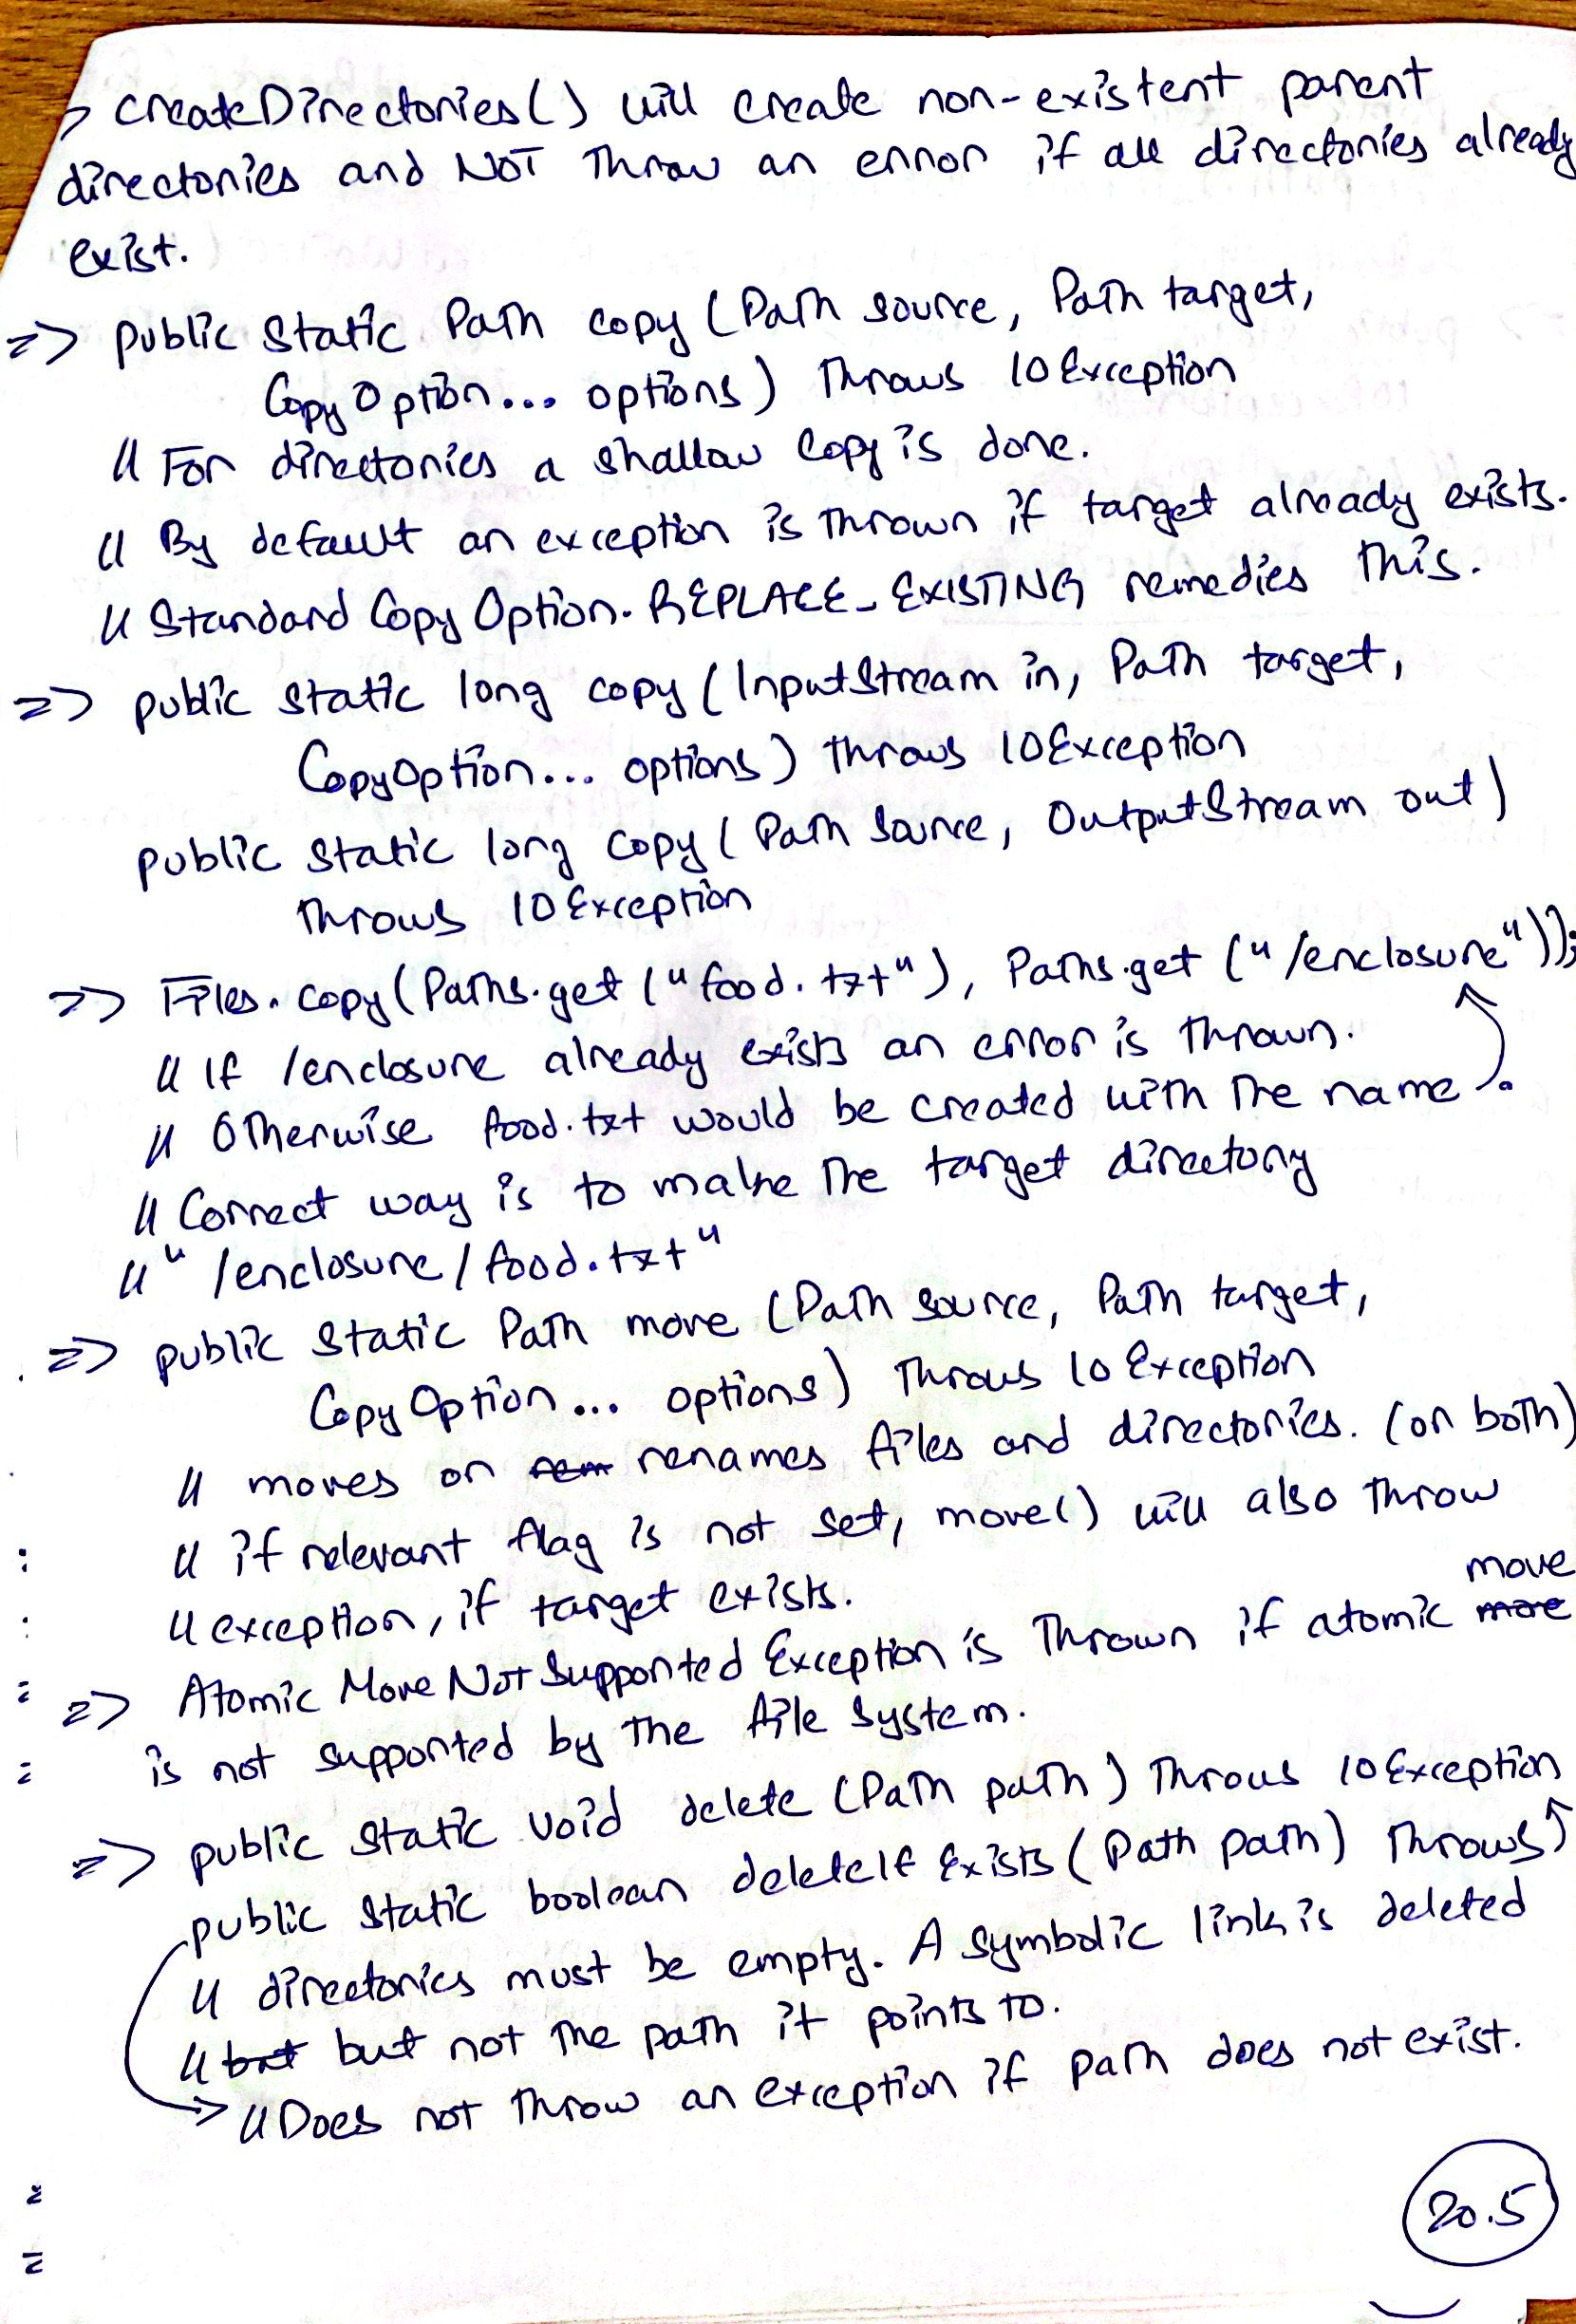 > createDirectories() will create non-existent parent
directories and NOT throw an error if all directories already
exist.
=> public static Path copy (Path source, Path target,
CopyOption... options) throws IOException
// For directories a shallow copy is done.
// By default an exception is thrown if target already exists.
// StandardCopyOption.REPLACE_EXISTING remedies this.
=> public static long copy (InputStream in, Path target,
CopyOption... options) throws IOException
public static long copy (Path source, OutputStream out)
throws IOException
=> Files.copy(Paths.get("food.txt"), Paths.get("/enclosure"));
// If /enclosure already exists an error is thrown.
// Otherwise food.txt would be created with the name .
// Correct way is to make the target directory
// "/enclosure/food.txt"
=> public static Path move (Path source, Path target,
CopyOption... options) throws IOException
// moves or renames files and directories. (or both)
// if relevant flag is not set, move() will also throw
// exception, if target exists.
move
=> AtomicMoveNotSupportedException is thrown if atomic more
is not supported by the file system.
=> public static void delete (Path path) throws IOException
public static boolean deleteIfExists (Path path) throws ↑
// directories must be empty. A symbolic link is deleted
// but but not the path it points to.
// Does not throw an exception if path does not exist.
20.5